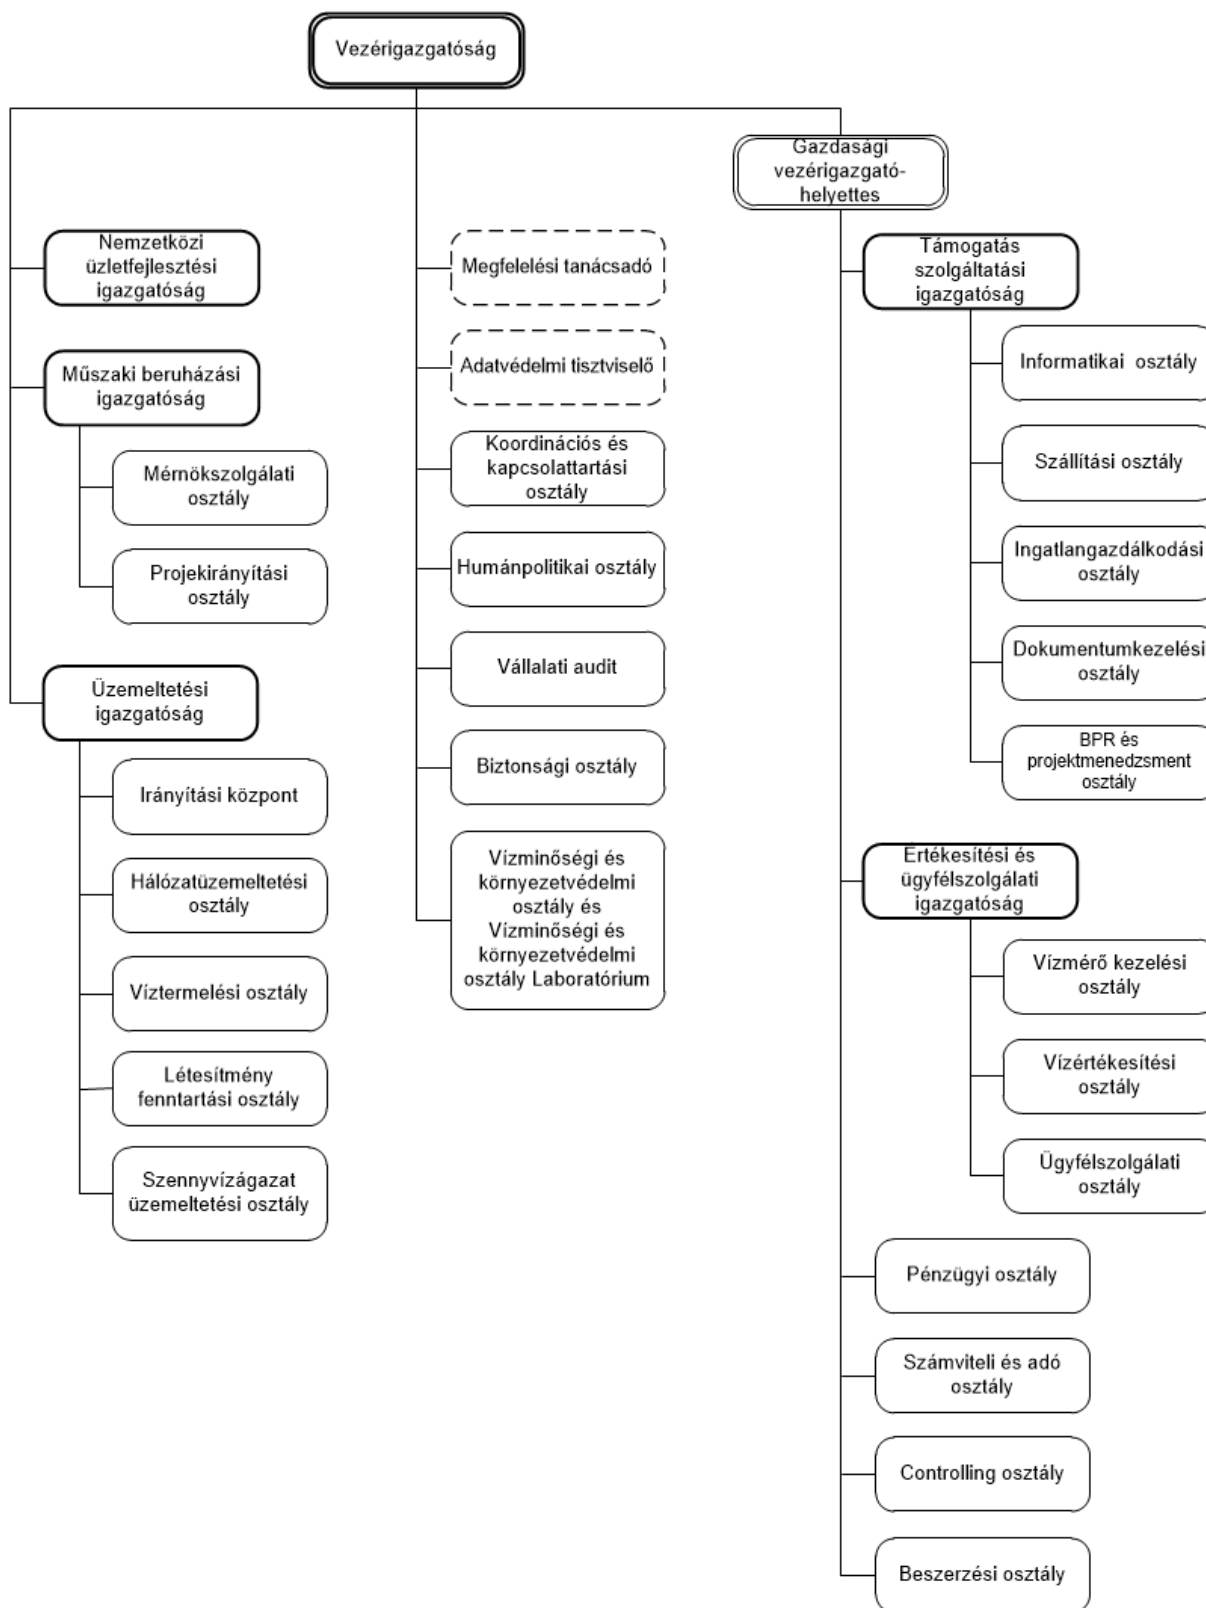 Vezérigazgatóság
Gazdasági
vezérigazgató-
helyettes
Nemzetközi
üzletfejlesztési
igazgatóság
Műszaki beruházási
igazgatóság
Mérnökszolgálati
osztály
Projekirányítási
osztály
Üzemeltetési
igazgatóság
Irányítási központ
Hálózatüzemeltetési
osztály
Víztermelési osztály
Létesítmény
fenntartási osztály
Szennyvízágazat
üzemeltetési osztály
Megfelelési tanácsadó
Adatvédelmi tisztviselő
Koordinációs és
kapcsolattartási
osztály
Humánpolitikai osztály
Vállalati audit
Biztonsági osztály
Vízminőségi és
környezetvédelmi
osztály és
Vízminőségi és
környezetvédelmi
osztály Laboratórium
Támogatás
szolgáltatási
igazgatóság
Informatikai osztály
Szállítási osztály
Ingatlangazdálkodási
osztály
Dokumentumkezelési
osztály
BPR és
projektmenedzsment
osztály
Értékesítési és
ügyfélszolgálati
igazgatóság
Vízmérő kezelési
osztály
Vízértékesítési
osztály
Ügyfélszolgálati
osztály
Pénzügyi osztály
Számviteli és adó
osztály
Controlling osztály
Beszerzési osztály